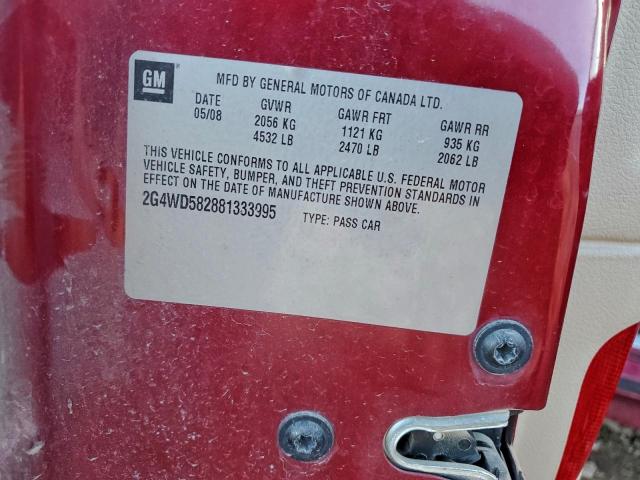 GM
MFD BY GENERAL MOTORS OF CANADA LTD.
DATE GVWR GAWR FRT GAWR RR
05/08 2056 KG 1121 KG 935 KG
4532 LB 2470 LB 2062 LB
THIS VEHICLE CONFORMS TO ALL APPLICABLE U.S. FEDERAL MOTOR
VEHICLE SAFETY, BUMPER, AND THEFT PREVENTION STANDARDS IN
EFFECT ON THE DATE OF MANUFACTURE SHOWN ABOVE.
2G4WD582881333995 TYPE: PASS CAR